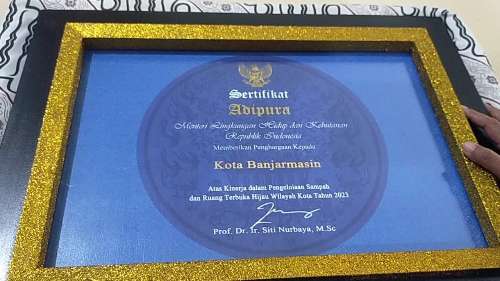 Sertifikat
Adipura
Menteri Lingkungan Hidup dan Kehutanan
Republik Indonesia
Memberikan Penghargaan Kepada
Kota Banjarmasin
Atas Kinerja dalam Pengelolaan Sampah
dan Ruang Terbuka Hijau Wilayah Kota Tahun 2023
Prof. Dr. Ir. Siti Nurbaya, M.Sc